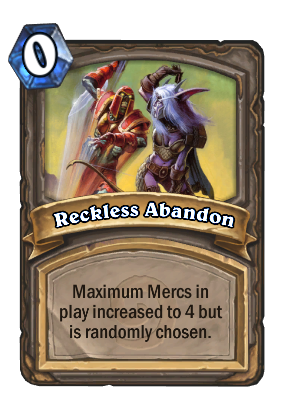 0
Reckless Abandon
Maximum Mercs in
play increased to 4 but
is randomly chosen.